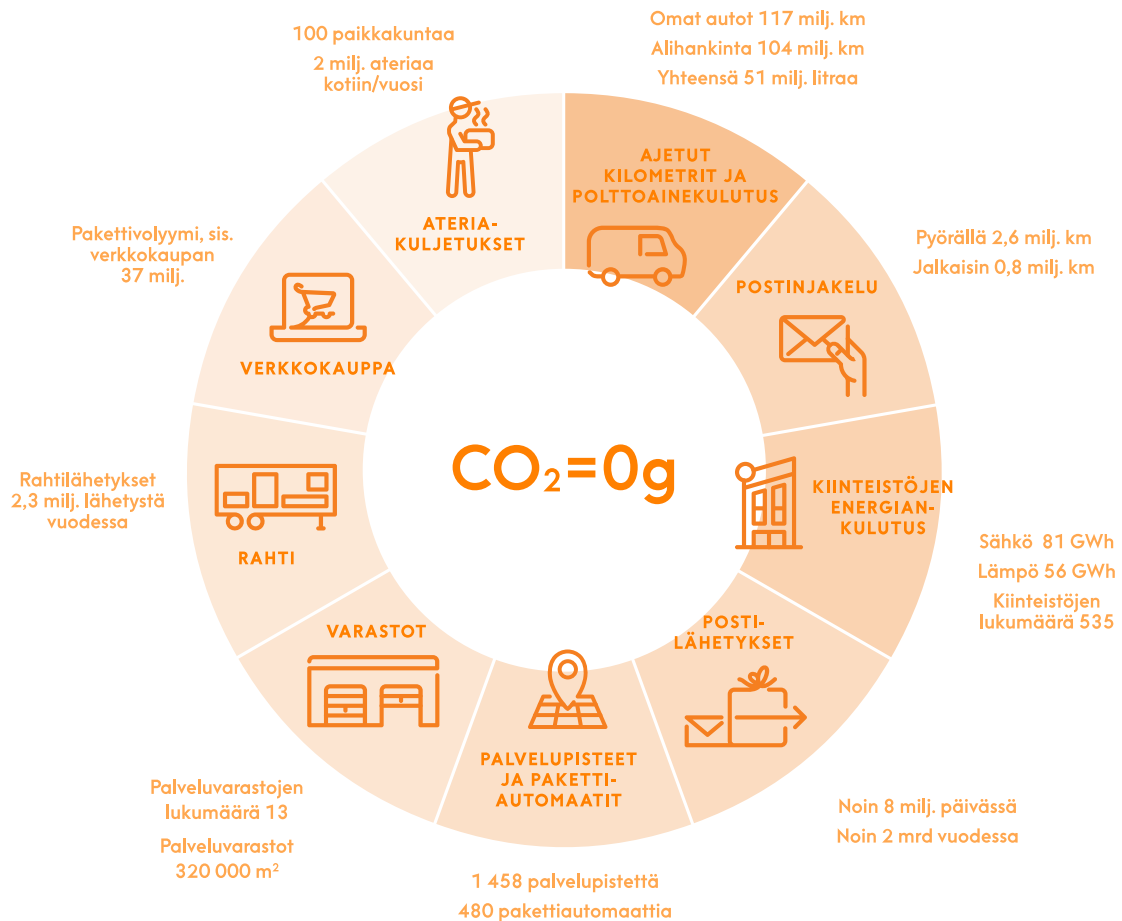 100 paikkakuntaa
2 milj. ateriaa
kotiin/vuosi
ATERIA-
KULJETUKSET
Omat autot 117 milj. km
Alihankinta 104 milj. km
Yhteensä 51 milj. litraa
AJETUT
KILOMETRIT JA
POLTTOAINEKULUTUS
Pyörällä 2,6 milj. km
Jalkaisin 0,8 milj. km
POSTINJAKELU
KIINTEISTÖJEN
ENERGIAN-
KULUTUS
Sähkö 81 GWh
Lämpö 56 GWh
Kiinteistöjen
lukumäärä 535
POSTI-
LÄHETYKSET
Noin 8 milj. päivässä
Noin 2 mrd vuodessa
PALVELUPISTEET
JA PAKETTI-
AUTOMAATIT
1 458 palvelupistettä
480 pakettiautomaattia
VARASTOT
Palveluvarastojen
lukumäärä 13
Palveluvarastot
320 000 m²
RAHTI
Rahtilähetykset
2,3 milj. lähetystä
vuodessa
VERKKOKAUPPA
Pakettivolyymi, sis.
verkkokaupan
37 milj.
CO₂=0g